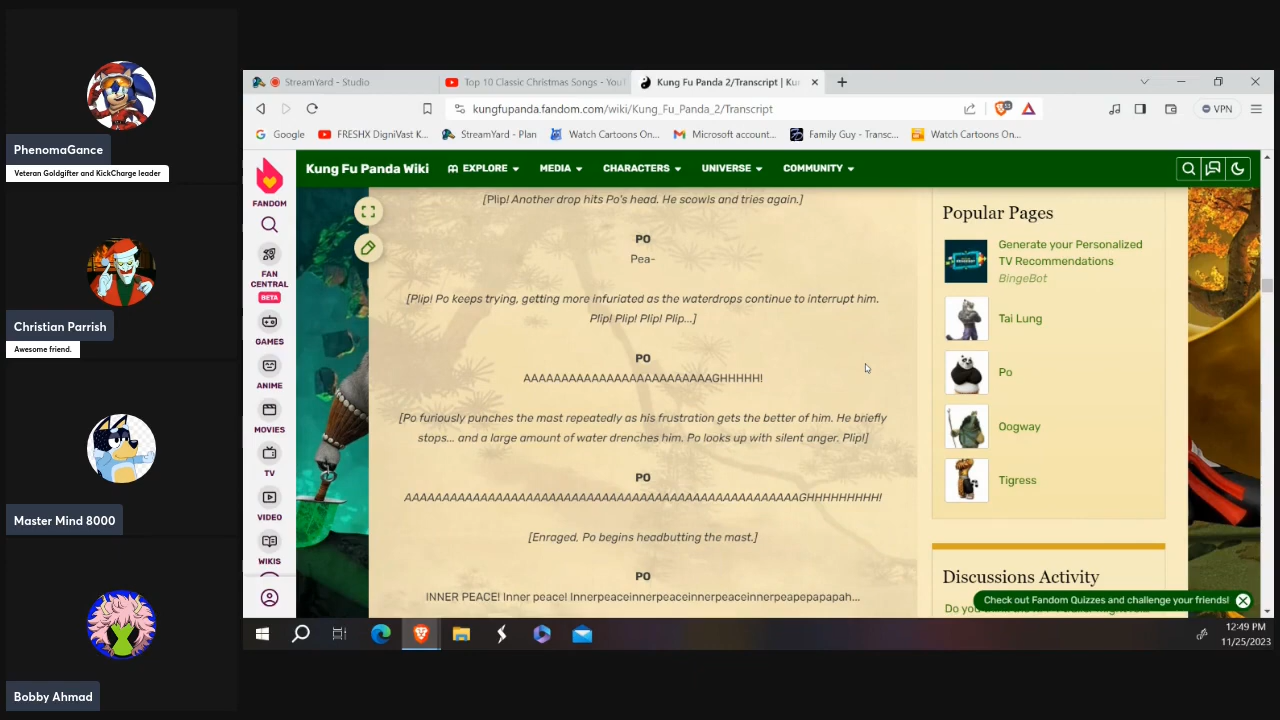 PhenomaGance
Veteran Goldgifter and KickCharge leader
Christian Parrish
Awesome friend.
Master Mind 8000
Bobby Ahmad
StreamYard - Studio
Top 10 Classic Christmas Songs - You
Kung Fu Panda 2/Transcript | Ku
kungfupanda.fandom.com/wiki/Kung_Fu_Panda_2/Transcript
VPN
Google
FRESHX DigniVast K...
StreamYard - Plan
Watch Cartoons On...
Microsoft account...
Family Guy - Transc...
Watch Cartoons On...
FANDOM
FAN
CENTRAL
BETA
GAMES
ANIME
MOVIES
TV
VIDEO
WIKIS
Kung Fu Panda Wiki
EXPLORE
MEDIA
CHARACTERS
UNIVERSE
COMMUNITY
[Plip! Another drop hits Po's head. He scowls and tries again.]
PO
Pea-
[Plip! Po keeps trying, getting more infuriated as the waterdrops continue to interrupt him.
Plip! Plip! Plip! Plip...]
PO
AAAAAAAAAAAAAAAAAAAAAAAAAGHHHHH!
[Po furiously punches the mast repeatedly as his frustration gets the better of him. He briefly
stops... and a large amount of water drenches him. Po looks up with silent anger. Plip!]
PO
AAAAAAAAAAAAAAAAAAAAAAAAAAAAAAAAAAAAAAAAAAAAAAAAAAAAGHHHHHHHHH!
[Enraged, Po begins headbutting the mast.]
PO
INNER PEACE! Inner peace! Innerpeaceinnerpeaceinnerpeaceinnerpeapepapapah...
Popular Pages
Generate your Personalized
TV Recommendations
BingeBot
Tai Lung
Po
Oogway
Tigress
Discussions Activity
Check out Fandom Quizzes and challenge your friends!
12:49 PM
11/25/2023